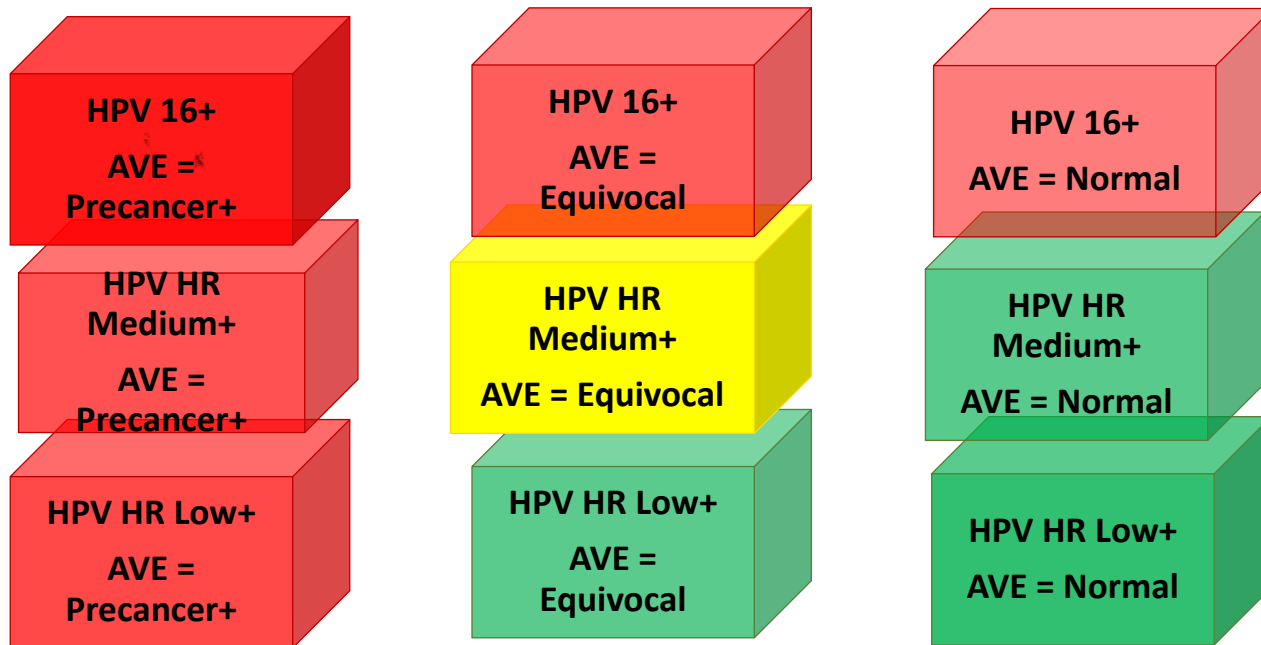 HPV 16+
AVE =
Precancer+
HPV 16+
AVE =
Equivocal
HPV 16+
AVE = Normal
HPV HR
Medium+
AVE =
Precancer+
HPV HR
Medium+
AVE = Equivocal
HPV HR
Medium+
AVE = Normal
HPV HR Low+
AVE =
Precancer+
HPV HR Low+
AVE =
Equivocal
HPV HR Low+
AVE = Normal